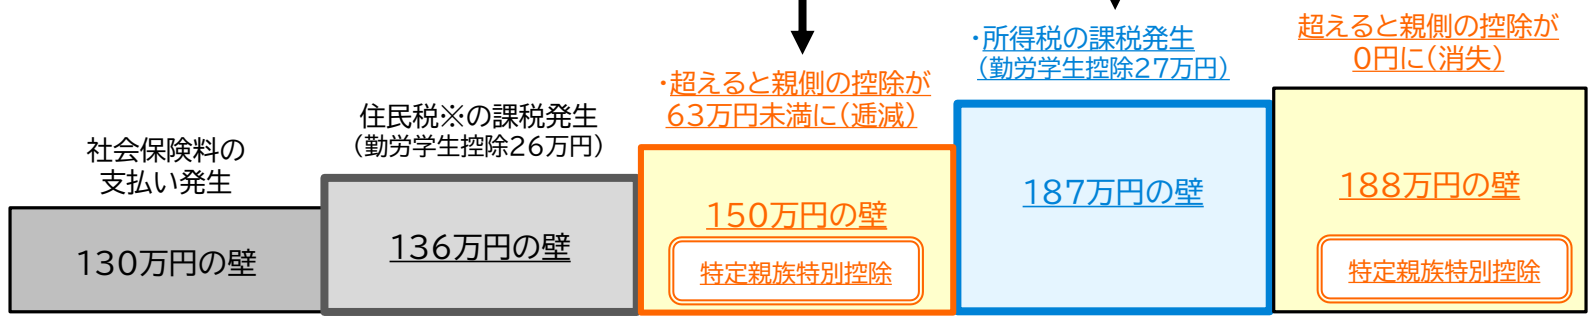 社会保険料の
支払い発生
130万円の壁
住民税※の課税発生
(勤労学生控除26万円)
136万円の壁
・超えると親側の控除が
63万円未満に(逓減)
150万円の壁
特定親族特別控除
・所得税の課税発生
(勤労学生控除27万円)
187万円の壁
超えると親側の控除が
0円に(消失)
188万円の壁
特定親族特別控除